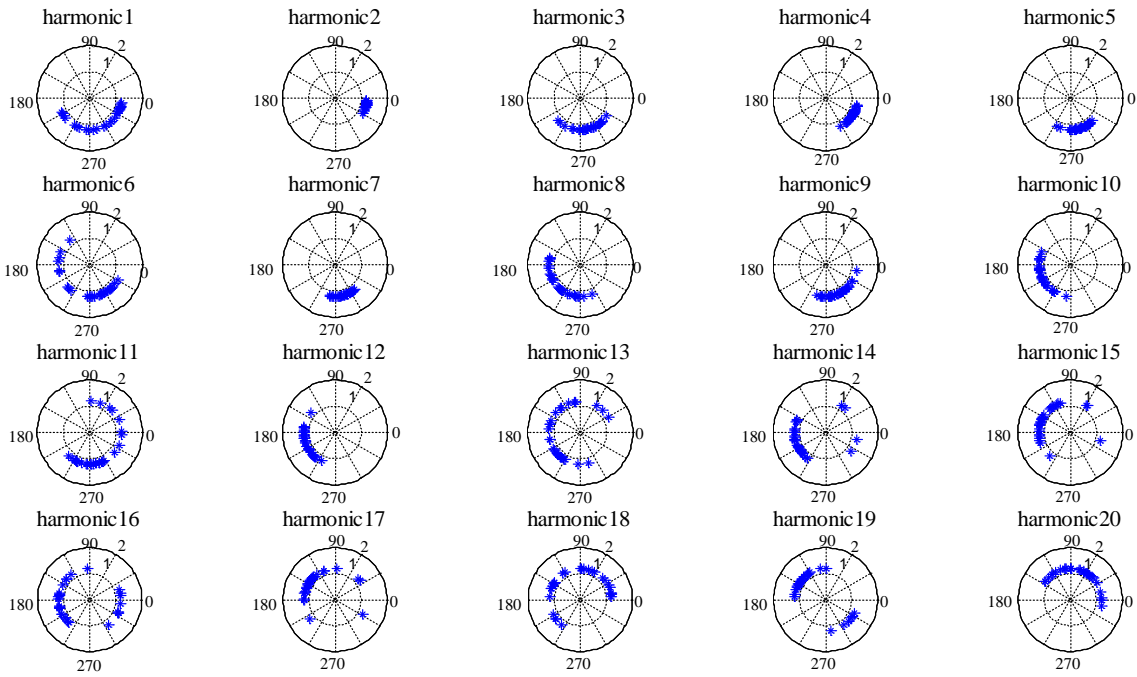 harmonic1 harmonic2 harmonic3 harmonic4 harmonic5
90 2 90 2 90 2 90 2 90 2
1 1 1 1 1
180 0 180 0 180 0 180 0 180 0
270 270 270 270 270
harmonic6 harmonic7 harmonic8 harmonic9 harmonic10
90 2 90 2 90 2 90 2 90 2
1 1 1 1 1
180 0 180 0 180 0 180 0 180 0
270 270 270 270 270
harmonic11 harmonic12 harmonic13 harmonic14 harmonic15
90 2 90 2 90 2 90 2 90 2
1 1 1 1 1
180 0 180 0 180 0 180 0 180 0
270 270 270 270 270
harmonic16 harmonic17 harmonic18 harmonic19 harmonic20
90 2 90 2 90 2 90 2 90 2
1 1 1 1 1
180 0 180 0 180 0 180 0 180 0
270 270 270 270 270